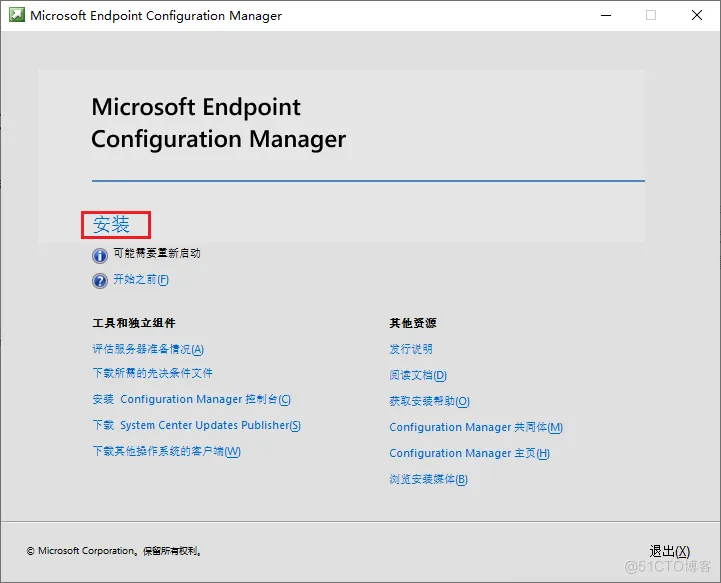 Microsoft Endpoint Configuration Manager
Microsoft Endpoint
Configuration Manager
安装
可能需要重新启动
开始之前(F)
工具和独立组件
评估服务器准备情况(A)
下载所需的先决条件文件
安装 Configuration Manager 控制台(C)
下载 System Center Updates Publisher(S)
下载其他操作系统的客户端(W)
其他资源
发行说明
阅读文档(D)
获取安装帮助(O)
Configuration Manager 共同体(M)
Configuration Manager 主页(H)
浏览安装媒体(B)
© Microsoft Corporation。保留所有权利。
退出(X)
@51CTO博客